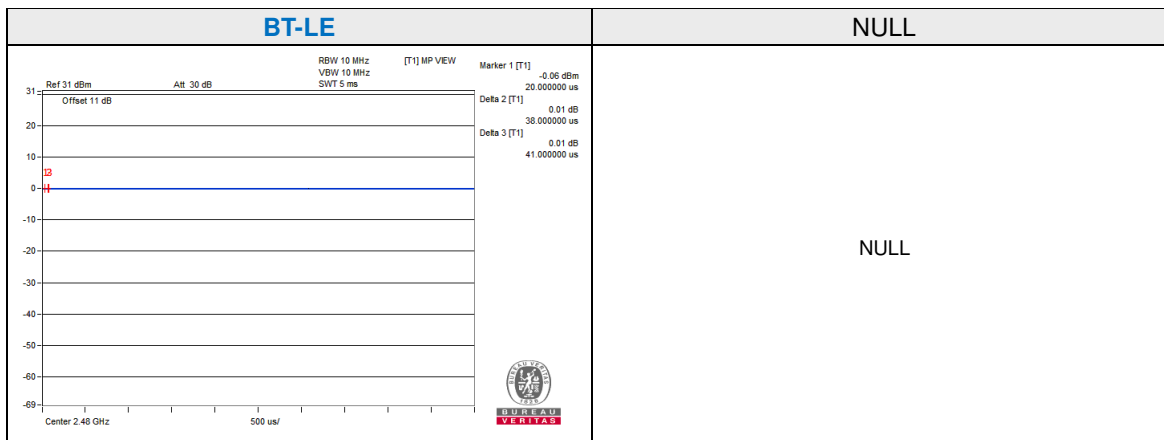 BT-LE
NULL
RBW 10 MHz
[T1] MP VIEW
VBW 10 MHz
Ref 31 dBm
Att 30 dB
SWT 5 ms
Marker 1 [T1]
-0.06 dBm
20.000000 us
Delta 2 [T1]
0.01 dB
38.000000 us
Delta 3 [T1]
0.01 dB
41.000000 us
31
Offset 11 dB
20
10
0
-10
-20
-30
-40
-50
-60
-69
Center 2.48 GHz
500 us/
BUREAU VERITAS
1828
BUREAU
VERITAS
NULL